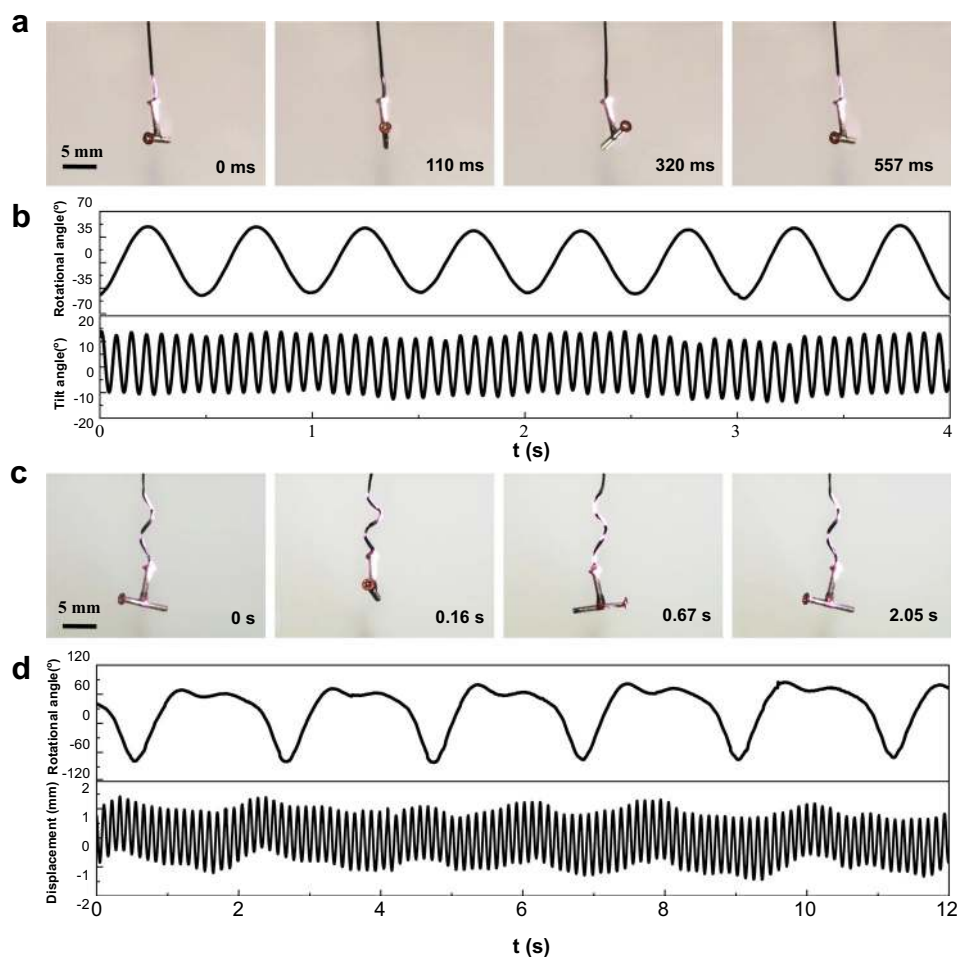 a
5 mm
0 ms
110 ms
320 ms
557 ms
b
Rotational angle(°)
70
35
0
-35
-70
Tilt angle(°)
20
10
0
-10
-20
0 1 2 3 4
t (s)
c
5 mm
0 s
0.16 s
0.67 s
2.05 s
d
Rotational angle(°)
120
60
0
-60
-120
Displacement (mm)
2
1
0
-1
-2
0 2 4 6 8 10 12
t (s)